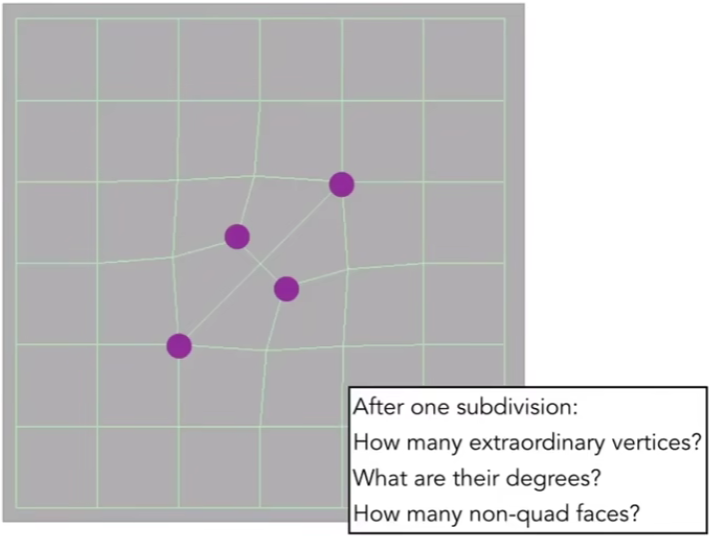 After one subdivision:
How many extraordinary vertices?
What are their degrees?
How many non-quad faces?